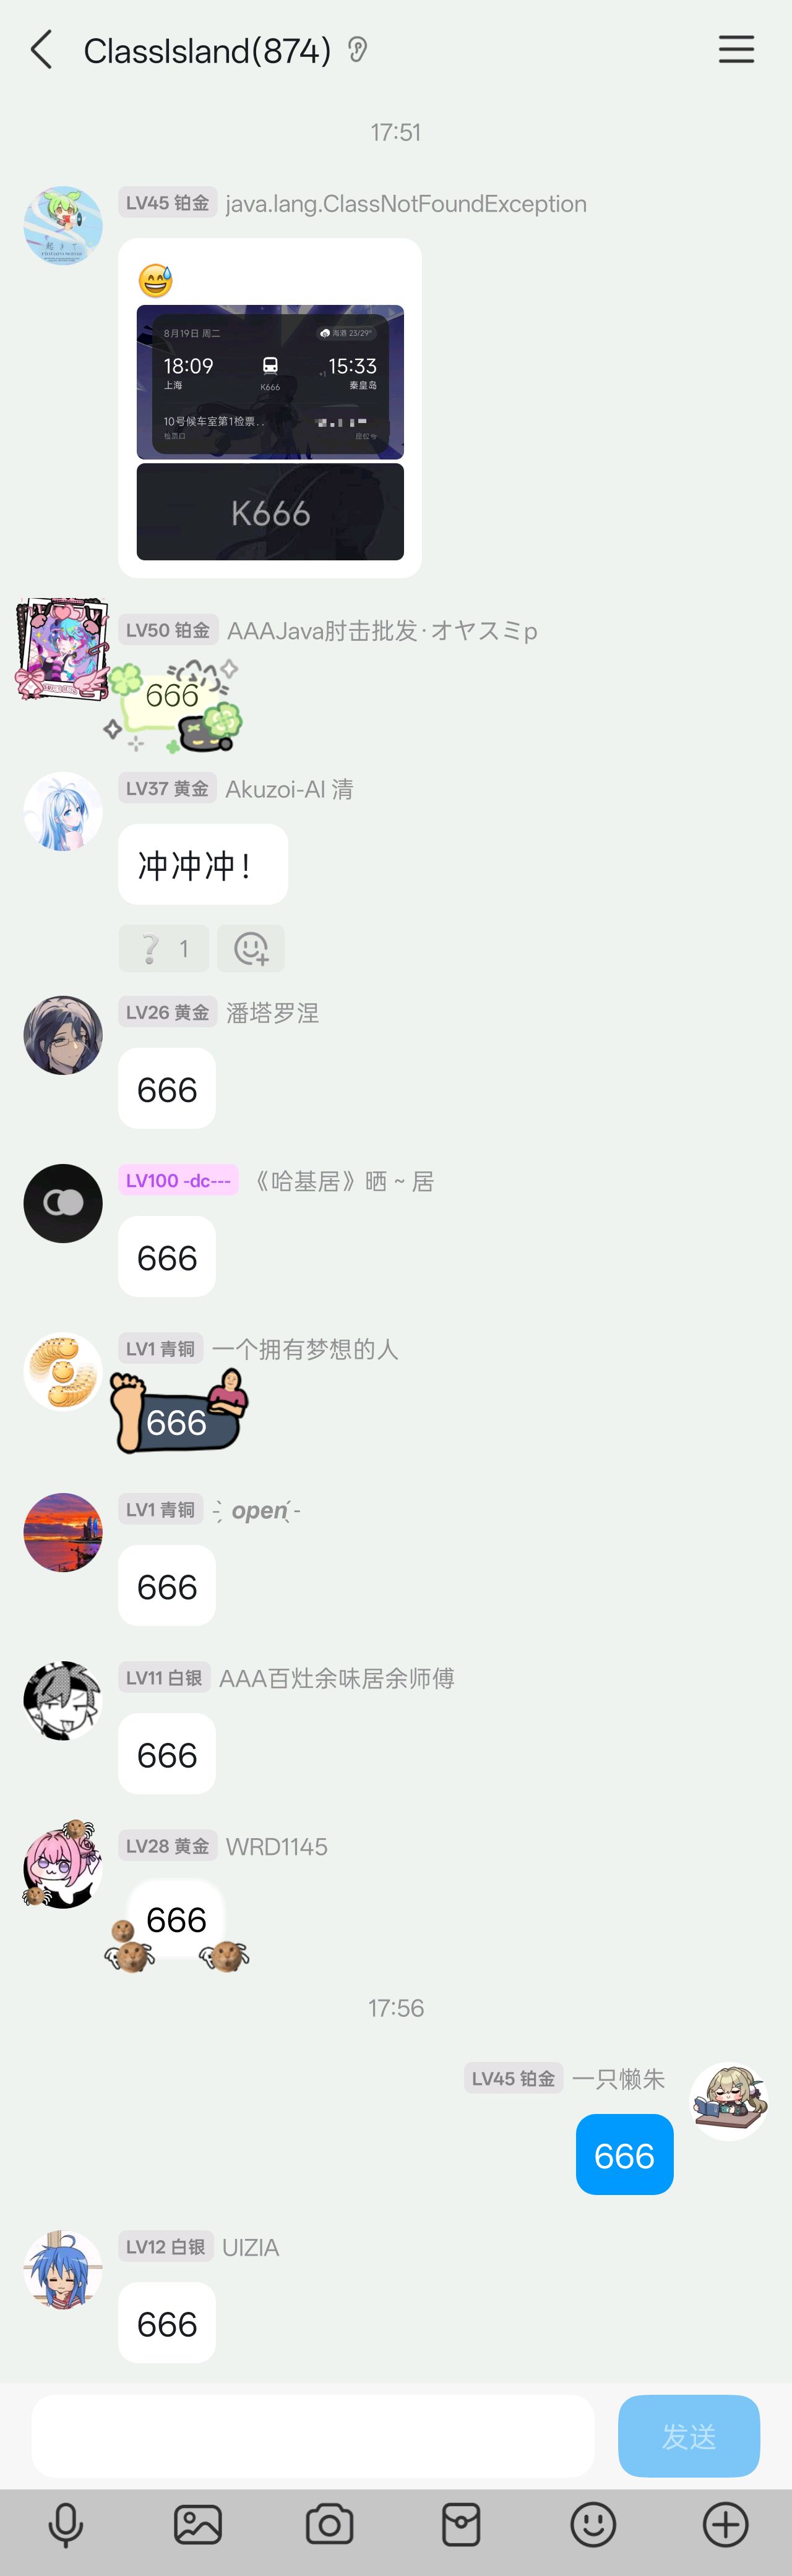 ClassIsland(874)
17:51
LV45 铂金 java.lang.ClassNotFoundException
8月19日 周二 海港 23/29°
18:09 +1 15:33
上海 K666 秦皇岛
10号候车室第1检票..
检票口 座位号
K666
LV50 铂金 AAAJava肘击批发·オヤスミp
666
LV37 黄金 Akuzoi-AI 清
冲冲冲！
? 1
LV26 黄金 潘塔罗涅
666
LV100 -dc--- 《哈基居》晒 ~ 居
666
LV1 青铜 一个拥有梦想的人
666
LV1 青铜 -̗̀ open ̖́-
666
LV11 白银 AAA百灶余味居余师傅
666
LV28 黄金 WRD1145
666
17:56
LV45 铂金 一只懒朱
666
LV12 白银 UIZIA
666
发送